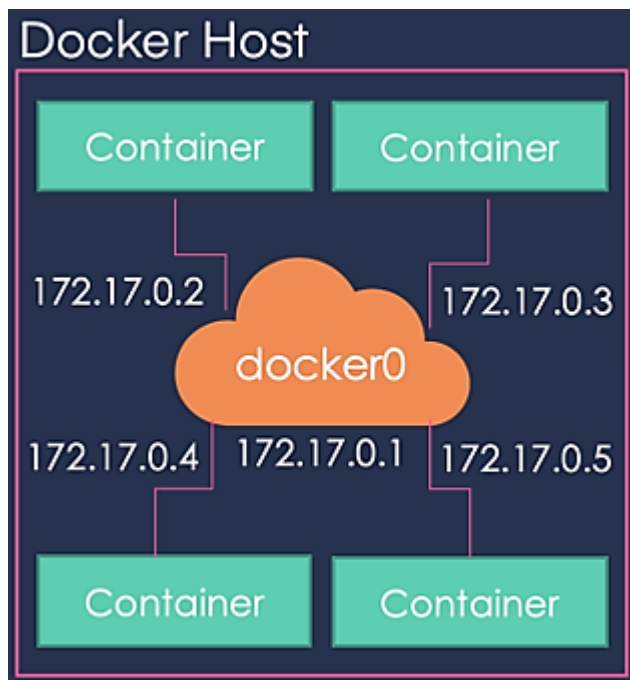 Docker Host
Container
Container
172.17.0.2
172.17.0.3
docker0
172.17.0.4
172.17.0.1
172.17.0.5
Container
Container